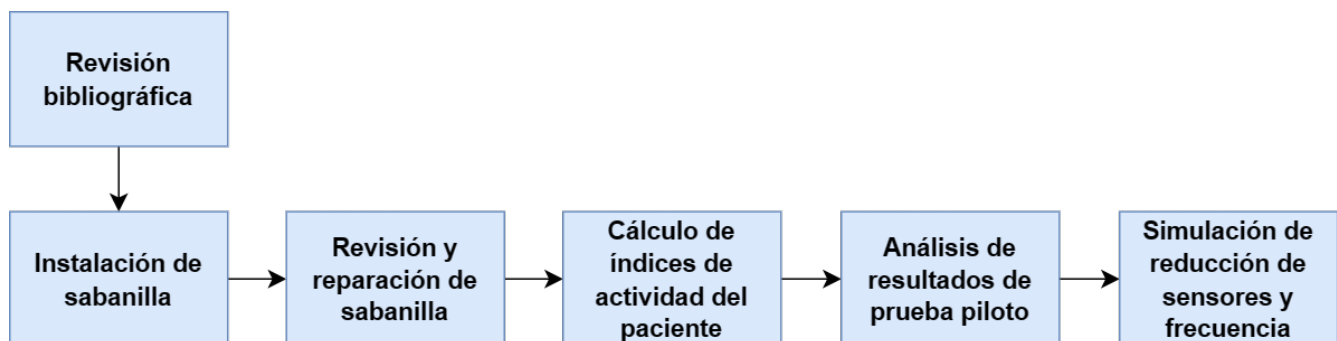 Revisión
bibliográfica
Instalación de
sabanilla
Revisión y
reparación de
sabanilla
Cálculo de
índices de
actividad del
paciente
Análisis de
resultados de
prueba piloto
Simulación de
reducción de
sensores y
frecuencia